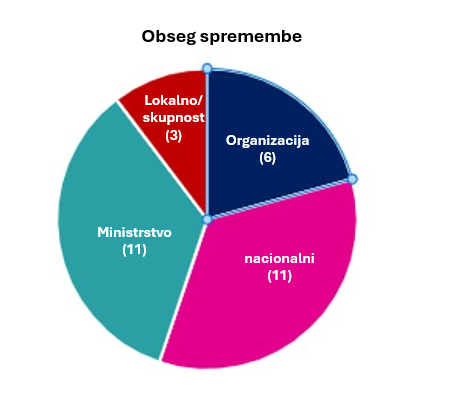 Obseg spremembe
Lokalno/
skupnost
(3)
Organizacija
(6)
Ministrstvo
(11)
nacionalni
(11)